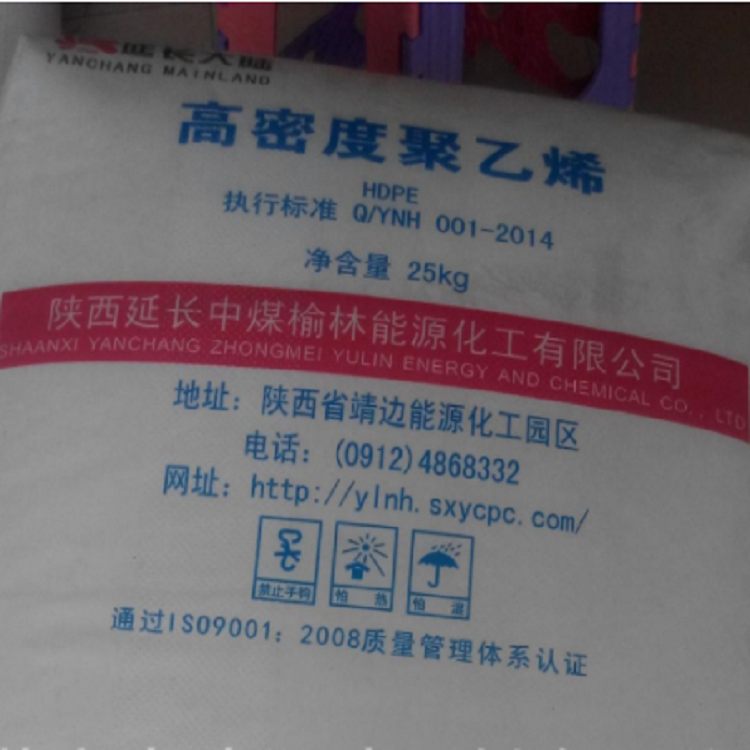 延长大陆
YANCHANG MAINLAND
高密度聚乙烯
HDPE
执行标准 Q/YNH 001-2014
净含量 25kg
陕西延长中煤榆林能源化工有限公司
SHAANXI YANCHANG ZHONGMEI YULIN ENERGY AND CHEMICAL CO., LTD
地址：陕西省靖边能源化工园区
电话：(0912)4868332
网址：http://ylnh.sxycpc.com/
禁止手钩 怕 热 怕 湿
通过ISO9001：2008质量管理体系认证